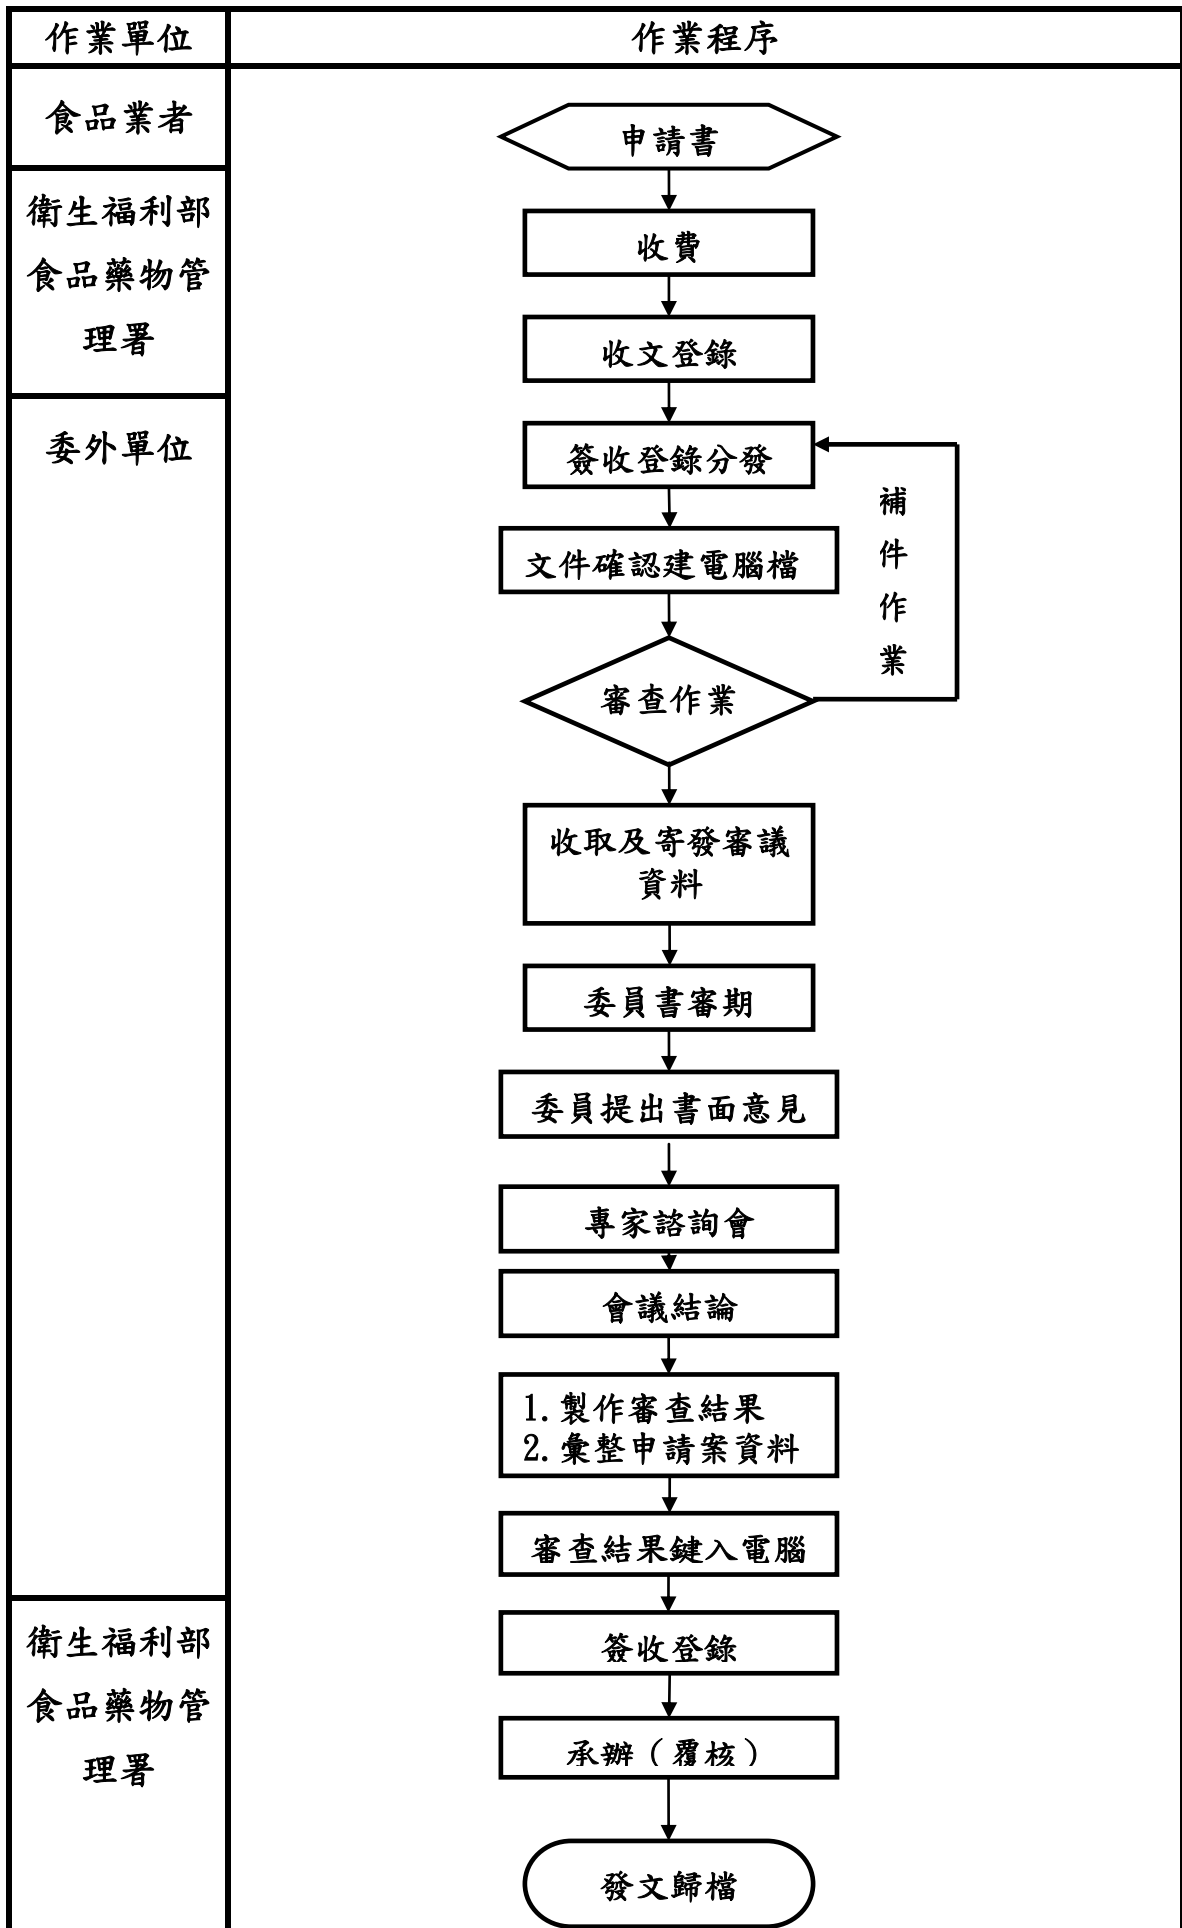 作業單位
作業程序
食品業者
申請書
衛生福利部
食品藥物管
理署
收費
收文登錄
委外單位
簽收登錄分發
補
件
作
業
文件確認建電腦檔
審查作業
收取及寄發審議
資料
委員書審期
委員提出書面意見
專家諮詢會
會議結論
1.製作審查結果
2.彙整申請案資料
審查結果鍵入電腦
衛生福利部
食品藥物管
理署
簽收登錄
承辦（覆核）
發文歸檔